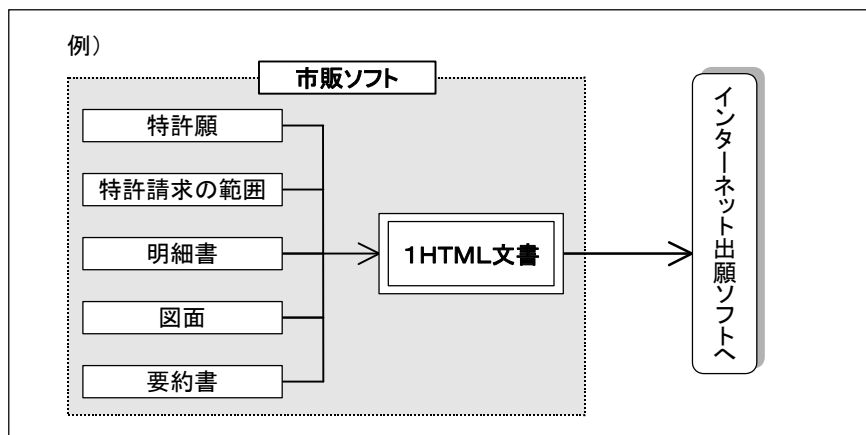 例）
市販ソフト
特許願
特許請求の範囲
明細書
図面
要約書
１HTML文書
インターネット出願ソフトへ